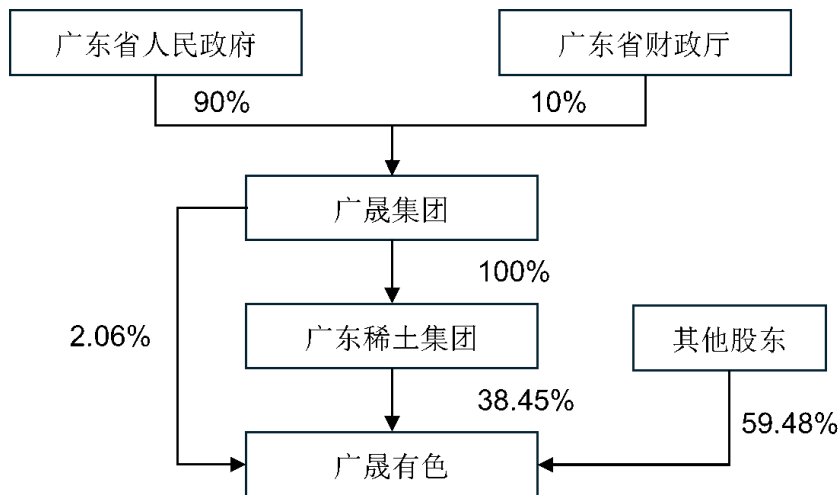 广东省人民政府
广东省财政厅
90%
10%
广晟集团
100%
2.06%
广东稀土集团
其他股东
38.45%
59.48%
广晟有色